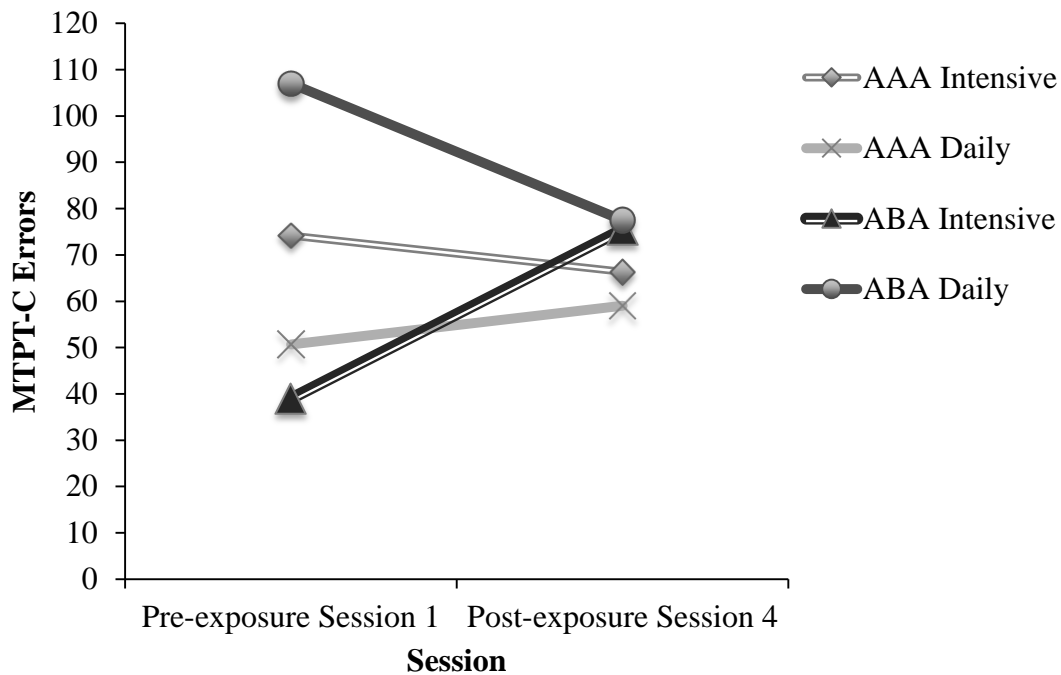 120
110
100
90
80
70
60
50
40
30
20
10
0
MTPT-C Errors
Pre-exposure Session 1 Post-exposure Session 4
Session
AAA Intensive
AAA Daily
ABA Intensive
ABA Daily